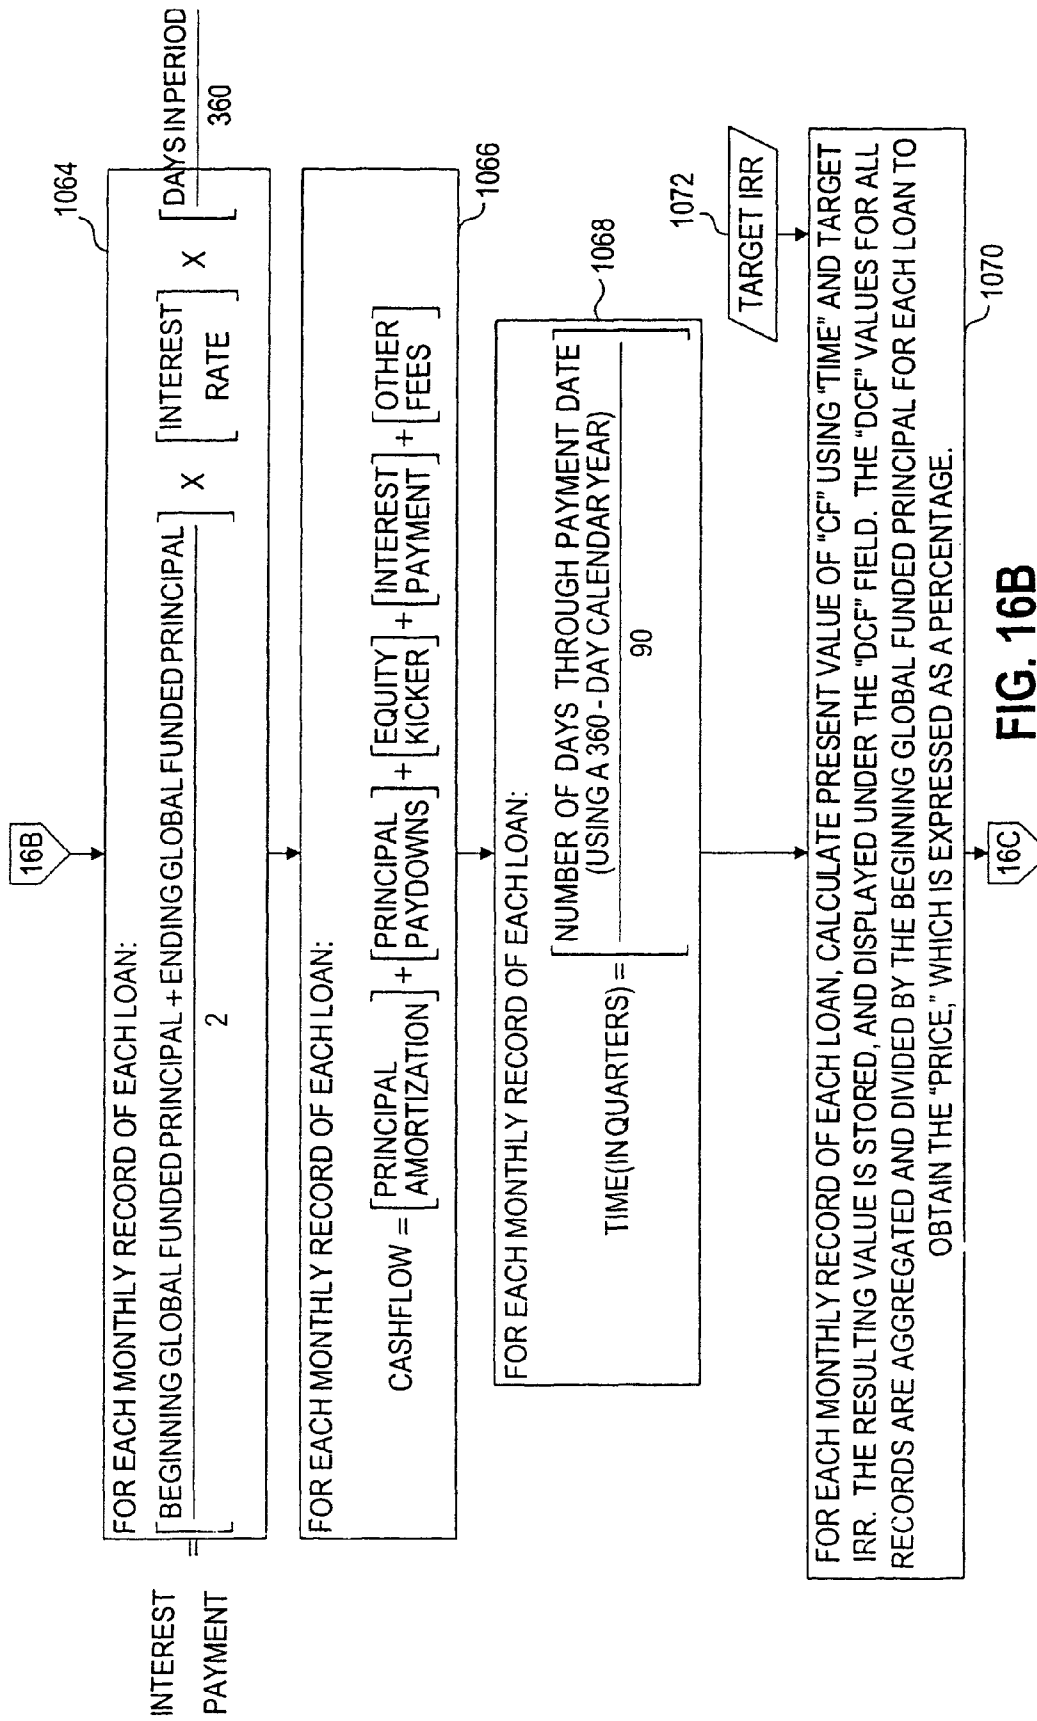 16B
1064
FOR EACH MONTHLY RECORD OF EACH LOAN:
INTEREST PAYMENT = [BEGINNING GLOBAL FUNDED PRINCIPAL + ENDING GLOBAL FUNDED PRINCIPAL / 2] X [INTEREST RATE] X [DAYS IN PERIOD / 360
FOR EACH MONTHLY RECORD OF EACH LOAN:
CASHFLOW = [PRINCIPAL AMORTIZATION] + [PRINCIPAL PAYDOWNS] + [EQUITY KICKER] + [INTEREST PAYMENT] + [OTHER FEES]
1066
FOR EACH MONTHLY RECORD OF EACH LOAN:
TIME (IN QUARTERS) = [NUMBER OF DAYS THROUGH PAYMENT DATE
(USING A 360 - DAY CALENDAR YEAR)
90]
1068
1072
TARGET IRR
FOR EACH MONTHLY RECORD OF EACH LOAN, CALCULATE PRESENT VALUE OF "CF" USING "TIME" AND TARGET
IRR. THE RESULTING VALUE IS STORED, AND DISPLAYED UNDER THE "DCF" FIELD. THE "DCF" VALUES FOR ALL
RECORDS ARE AGGREGATED AND DIVIDED BY THE BEGINNING GLOBAL FUNDED PRINCIPAL FOR EACH LOAN TO
OBTAIN THE "PRICE," WHICH IS EXPRESSED AS A PERCENTAGE.
1070
16C
FIG. 16B